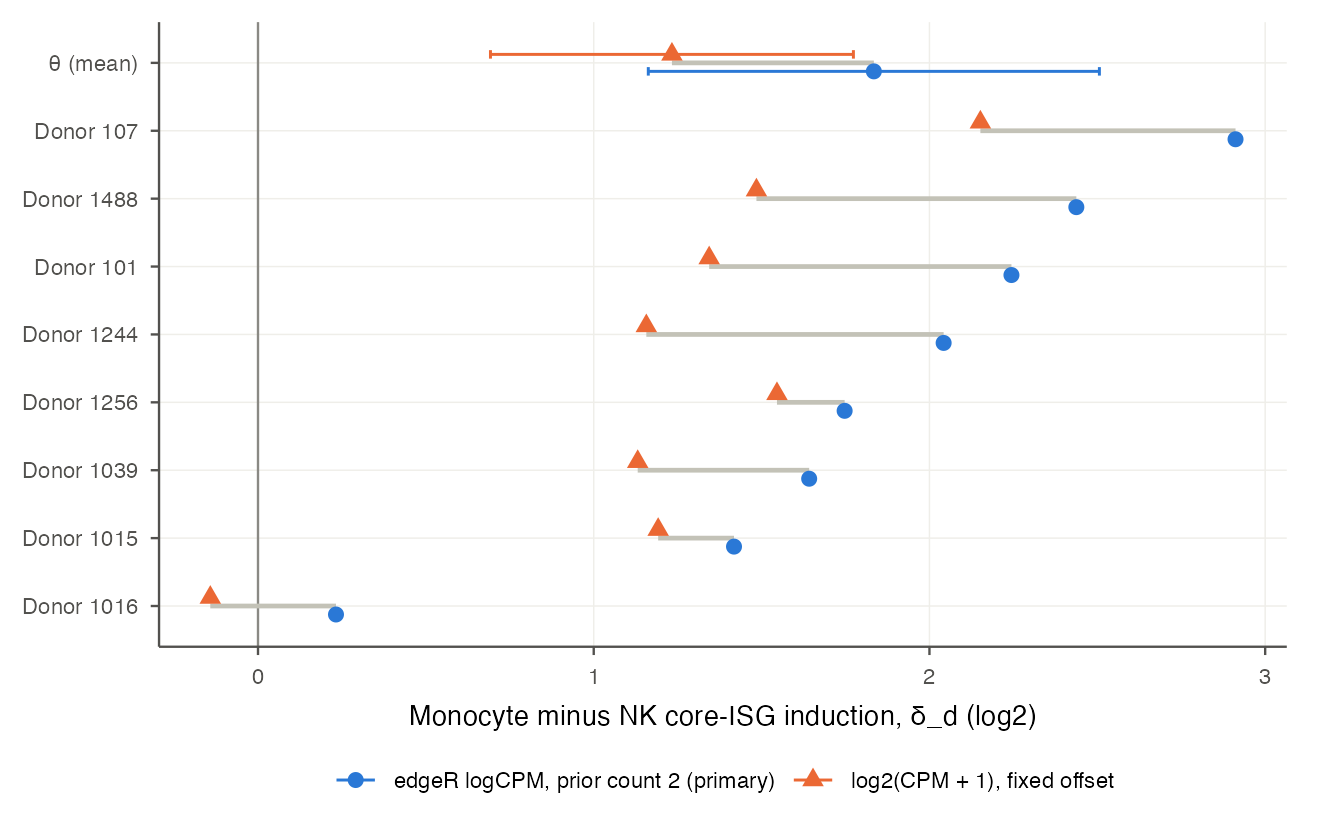 θ (mean)
Donor 107
Donor 1488
Donor 101
Donor 1244
Donor 1256
Donor 1039
Donor 1015
Donor 1016
0 1 2 3
Monocyte minus NK core-ISG induction, δ_d (log2)
edgeR logCPM, prior count 2 (primary) log2(CPM + 1), fixed offset